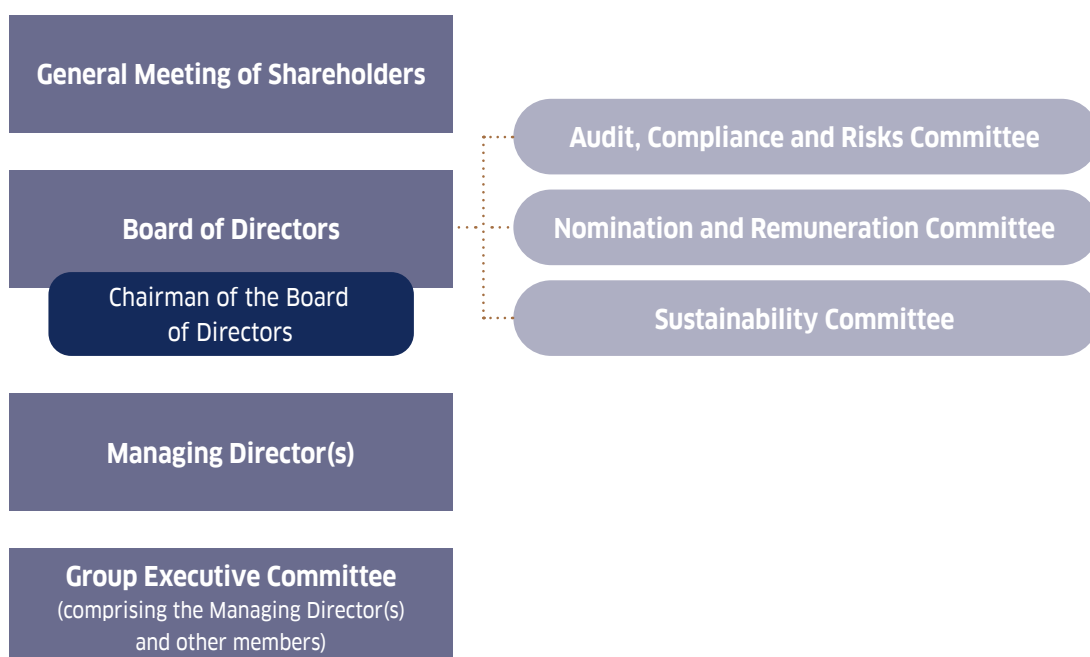 General Meeting of Shareholders
Board of Directors
Chairman of the Board
of Directors
Audit, Compliance and Risks Committee
Nomination and Remuneration Committee
Sustainability Committee
Managing Director(s)
Group Executive Committee
(comprising the Managing Director(s)
and other members)